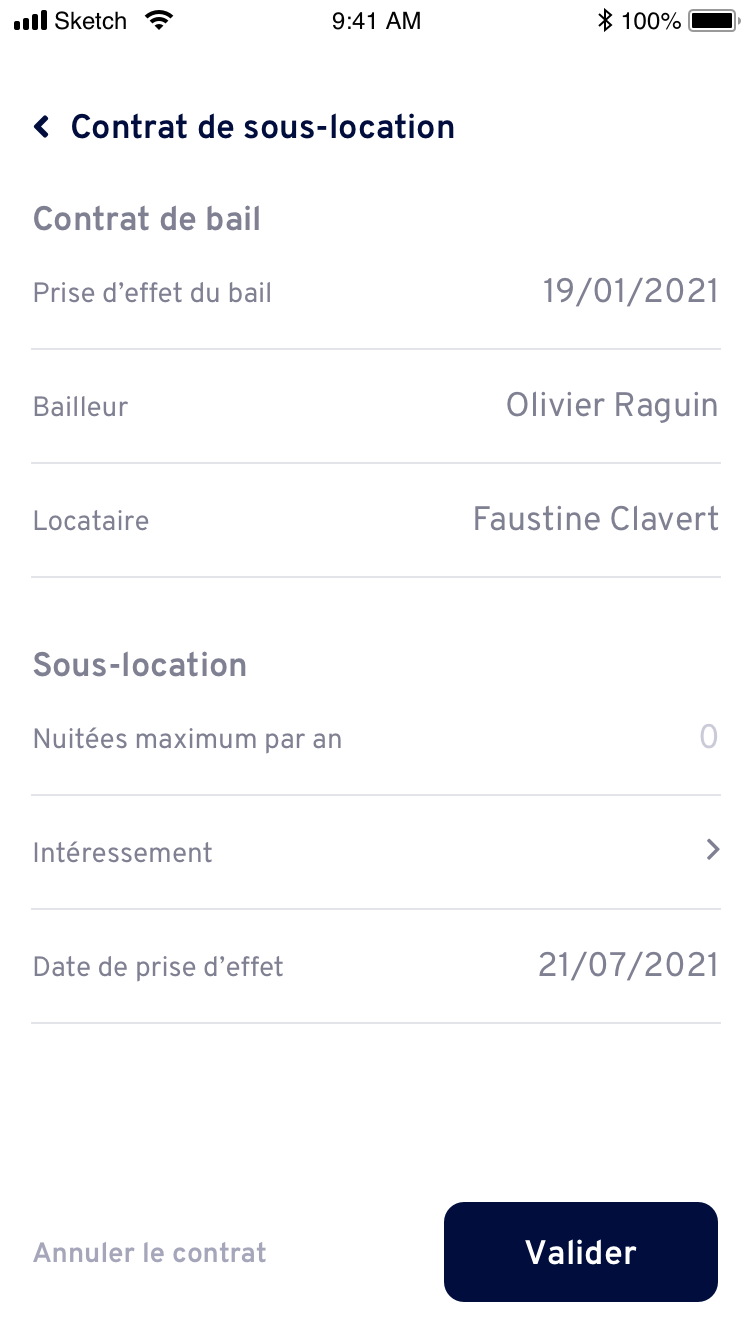 Sketch 9:41 AM 100%
Contrat de sous-location
Contrat de bail
Prise d’effet du bail 19/01/2021
Bailleur Olivier Raguin
Locataire Faustine Clavert
Sous-location
Nuitées maximum par an 0
Intéressement
Date de prise d’effet 21/07/2021
Annuler le contrat Valider